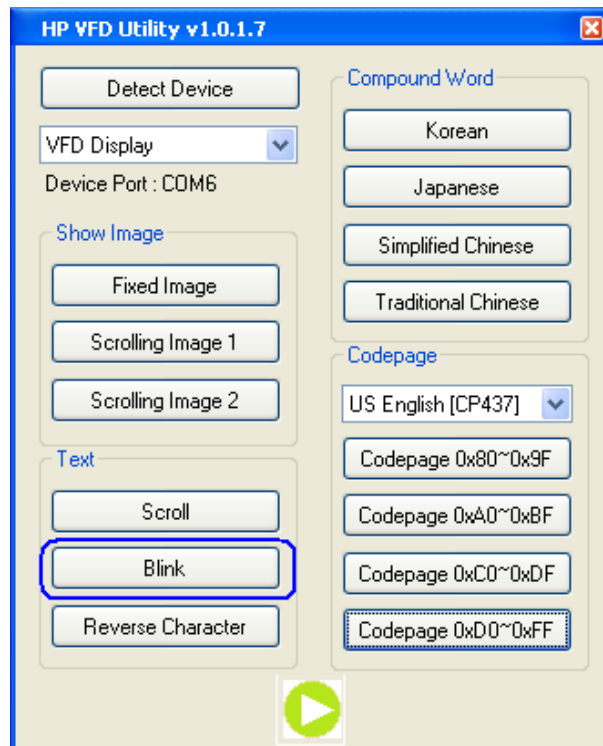 HP VFD Utility v1.0.1.7
Detect Device
VFD Display
Device Port : COM6
Show Image
Fixed Image
Scrolling Image 1
Scrolling Image 2
Text
Scroll
Blink
Reverse Character
Compound Word
Korean
Japanese
Simplified Chinese
Traditional Chinese
Codepage
US English [CP437]
Codepage 0x80~0x9F
Codepage 0xA0~0xBF
Codepage 0xC0~0xDF
Codepage 0xD0~0xFF